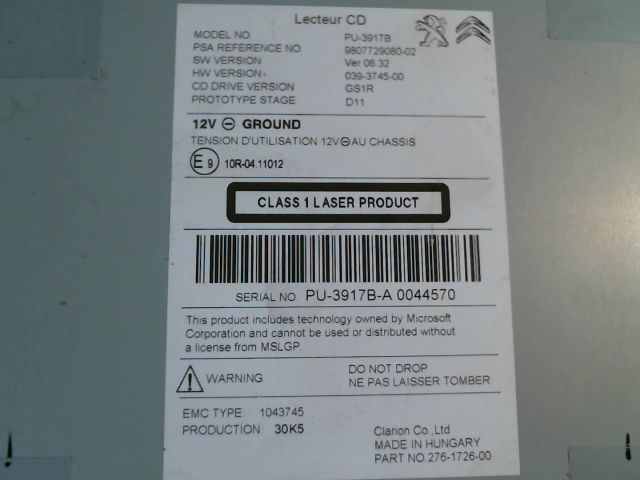 Lecteur CD
MODEL NO PU-3917B
PSA REFERENCE NO. 9807729080-02
SW VERSION Ver 06.32
HW VERSION 039-3745-00
CD DRIVE VERSION GS1R
PROTOTYPE STAGE D11
12V ⊖ GROUND
TENSION D'UTILISATION 12V⊖AU CHASSIS
E9 10R-04.11012
CLASS 1 LASER PRODUCT
SERIAL NO. PU-3917B-A 0044570
This product includes technology owned by Microsoft
Corporation and cannot be used or distributed without
a license from MSLGP.
WARNING DO NOT DROP
NE PAS LAISSER TOMBER
EMC TYPE 1043745
PRODUCTION 30K5
Clarion Co.,Ltd
MADE IN HUNGARY
PART NO 276-1726-00